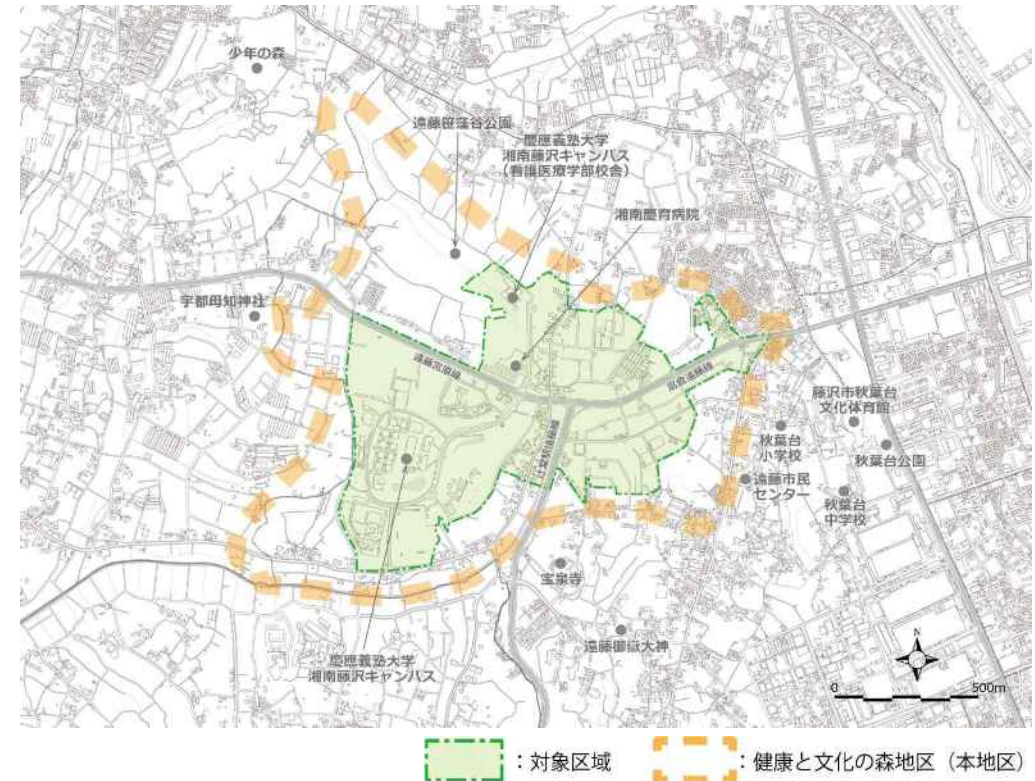 少年の森
遠藤笹窪谷公園
慶應義塾大学
湘南藤沢キャンパス
（看護医療学部校舎）
湘南慶育病院
宇都母知神社
遠藤宮原線
高倉遠藤線
藤沢市秋葉台
文化体育館
秋葉台
小学校
秋葉台公園
遠藤市民
センター
秋葉台
中学校
宝泉寺
遠藤御嶽大神
慶應義塾大学
湘南藤沢キャンパス
N
0
500m
：対象区域
：健康と文化の森地区（本地区）